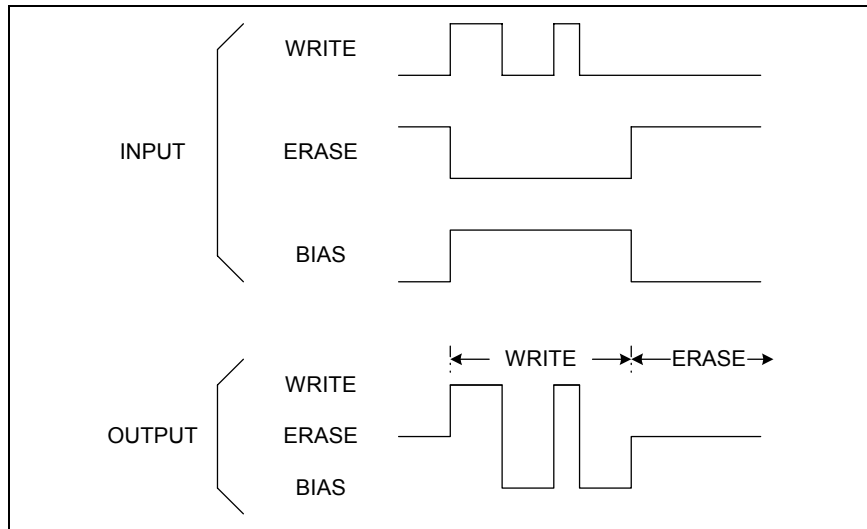 WRITE
INPUT
ERASE
BIAS
WRITE
ERASE
WRITE
OUTPUT
ERASE
BIAS